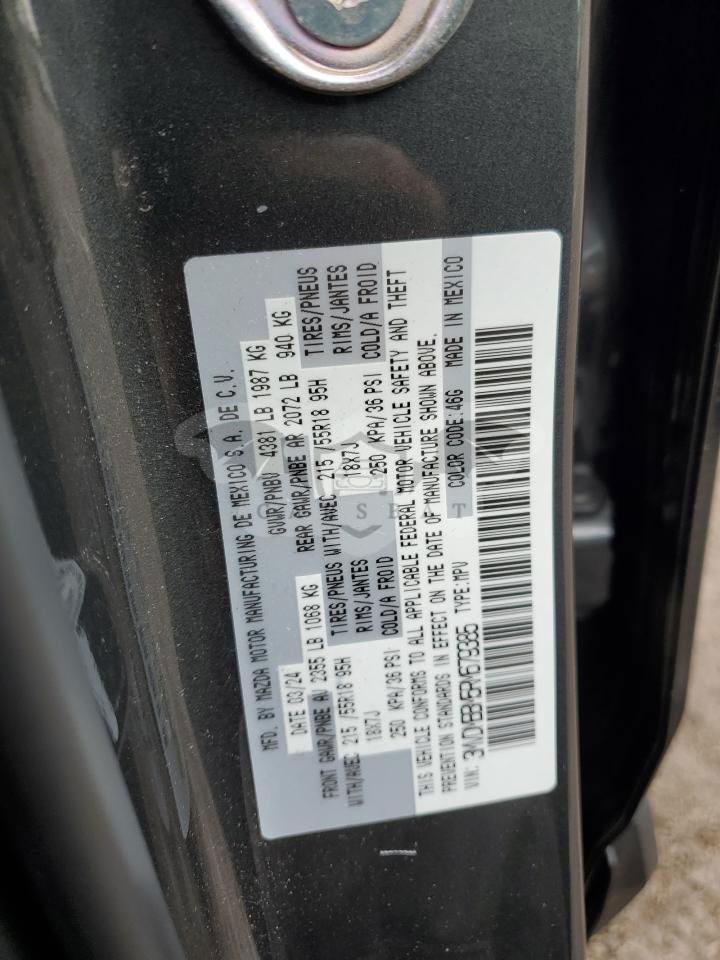 MFD. BY MAZDA MOTOR MANUFACTURING DE MEXICO S.A. DE C.V.
DATE 03/24 GVWR/PNBV 4381 LB 1987 KG
FRONT GAWR/PNBE AV 2355 LB 1068 KG REAR GAWR/PNBE AR 2072 LB 940 KG
WITH/AVEC 215 /55R18 95H TIRES/PNEUS WITH/AVEC 215 /55R18 95H TIRES/PNEUS
18X7J RIMS/JANTES 18X7J RIMS/JANTES
250 KPA/36 PSI COLD/A FROID 250 KPA/36 PSI COLD/A FROID
THIS VEHICLE CONFORMS TO ALL APPLICABLE FEDERAL MOTOR VEHICLE SAFETY AND THEFT
PREVENTION STANDARDS IN EFFECT ON THE DATE OF MANUFACTURE SHOWN ABOVE.
VIN: TYPE:MPV COLOR CODE:46G MADE IN MEXICO